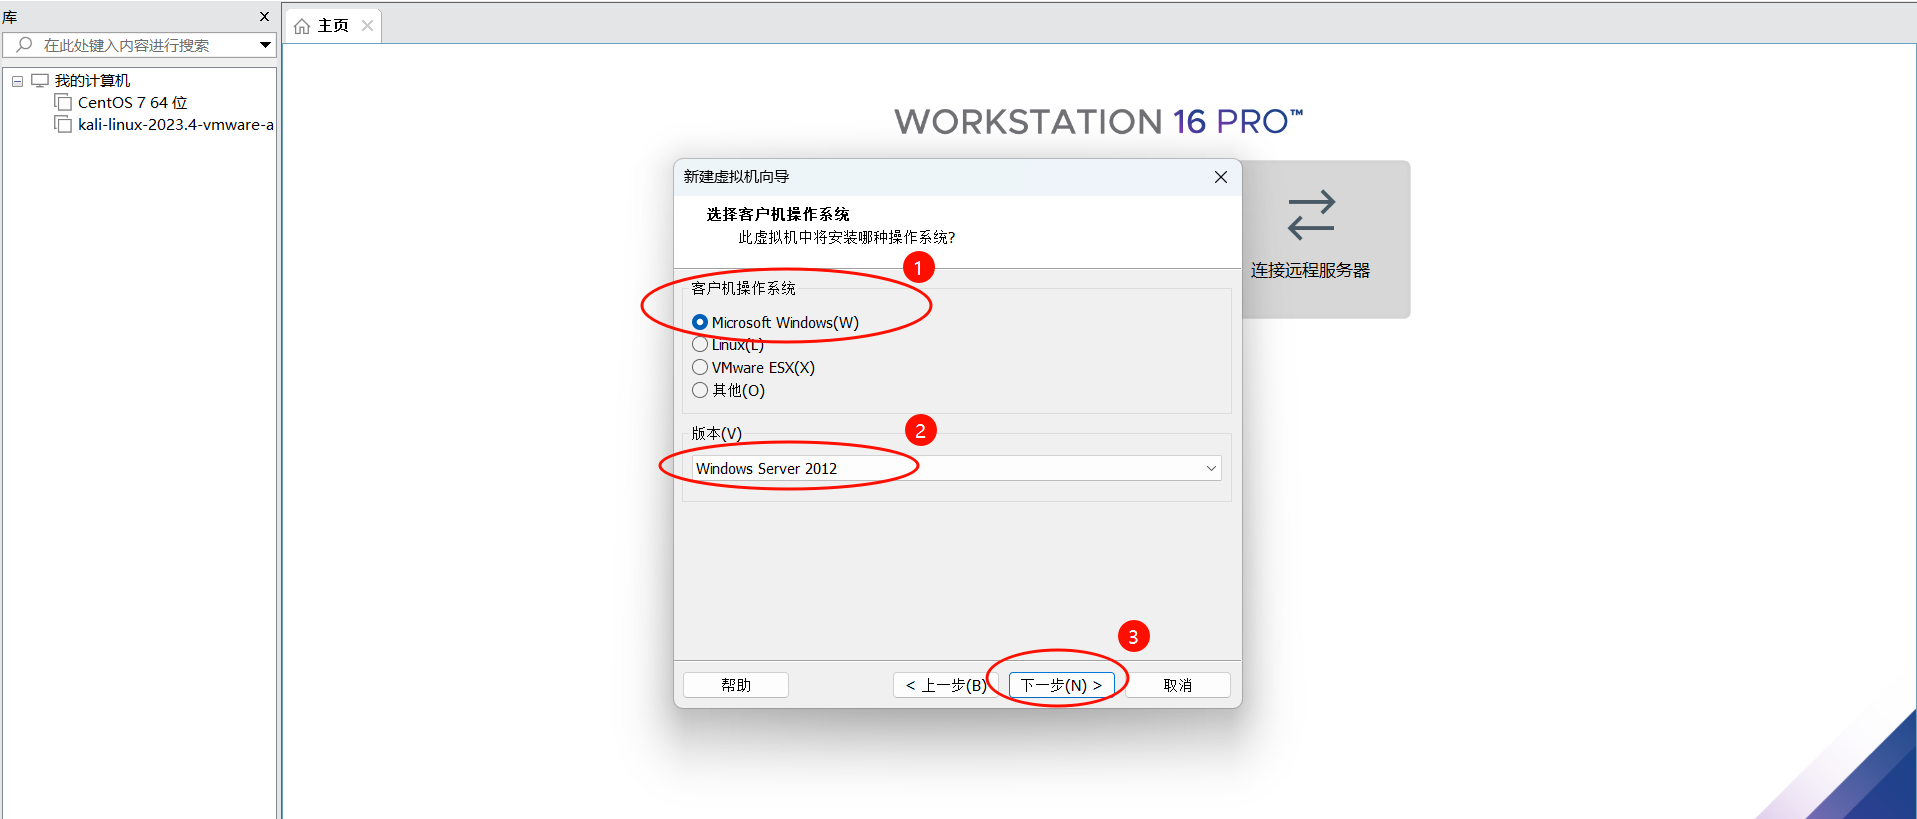 库
主页
在此处键入内容进行搜索
我的计算机
CentOS 7 64 位
kali-linux-2023.4-vmware-a
WORKSTATION 16 PRO™
新建虚拟机向导
选择客户机操作系统
此虚拟机中将安装哪种操作系统?
1
连接远程服务器
客户机操作系统
Microsoft Windows(W)
Linux(L)
VMware ESX(X)
其他(O)
2
版本(V)
Windows Server 2012
3
帮助
< 上一步(B)
下一步(N) >
取消